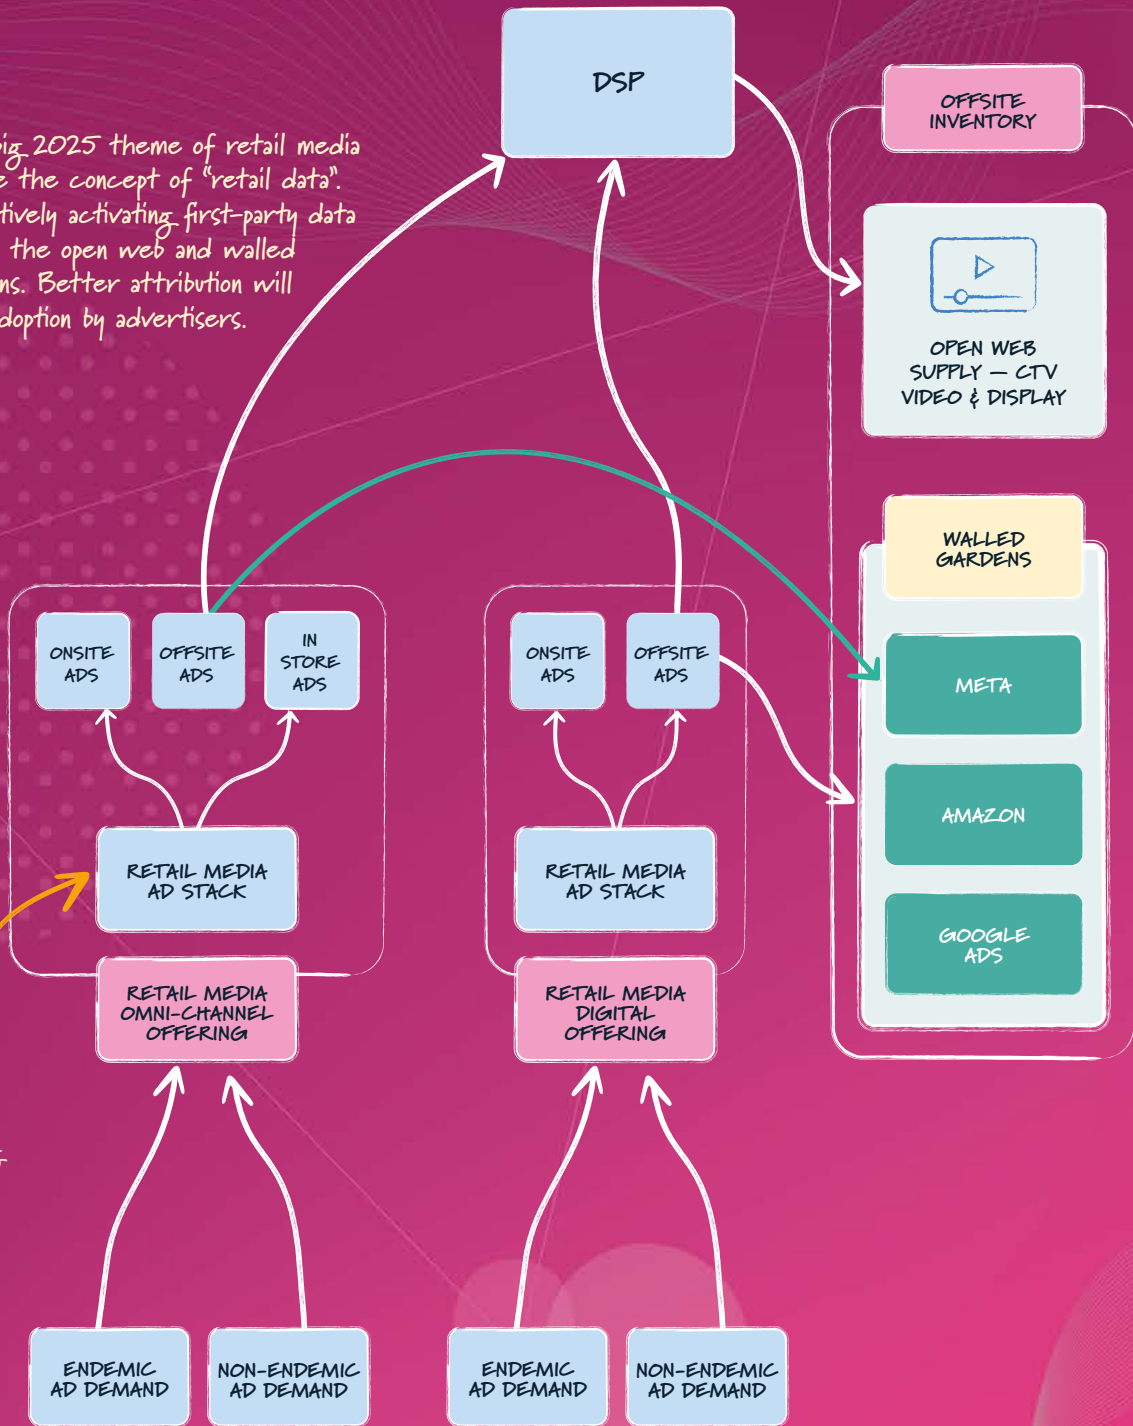 DSP
OFFSITE
INVENTORY
big 2025 theme of retail media
the concept of "retail data".
activating first-party data
the open web and walled
Better attribution will
adoption by advertisers.
OPEN WEB
SUPPLY — CTV
VIDEO & DISPLAY
WALLED
GARDENS
META
AMAZON
GOOGLE
ADS
ONSITE
ADS
OFFSITE
ADS
IN
STORE
ADS
ONSITE
ADS
OFFSITE
ADS
RETAIL MEDIA
AD STACK
RETAIL MEDIA
AD STACK
RETAIL MEDIA
OMNI-CHANNEL
OFFERING
RETAIL MEDIA
DIGITAL
OFFERING
ENDEMIC
AD DEMAND
NON-ENDEMIC
AD DEMAND
ENDEMIC
AD DEMAND
NON-ENDEMIC
AD DEMAND